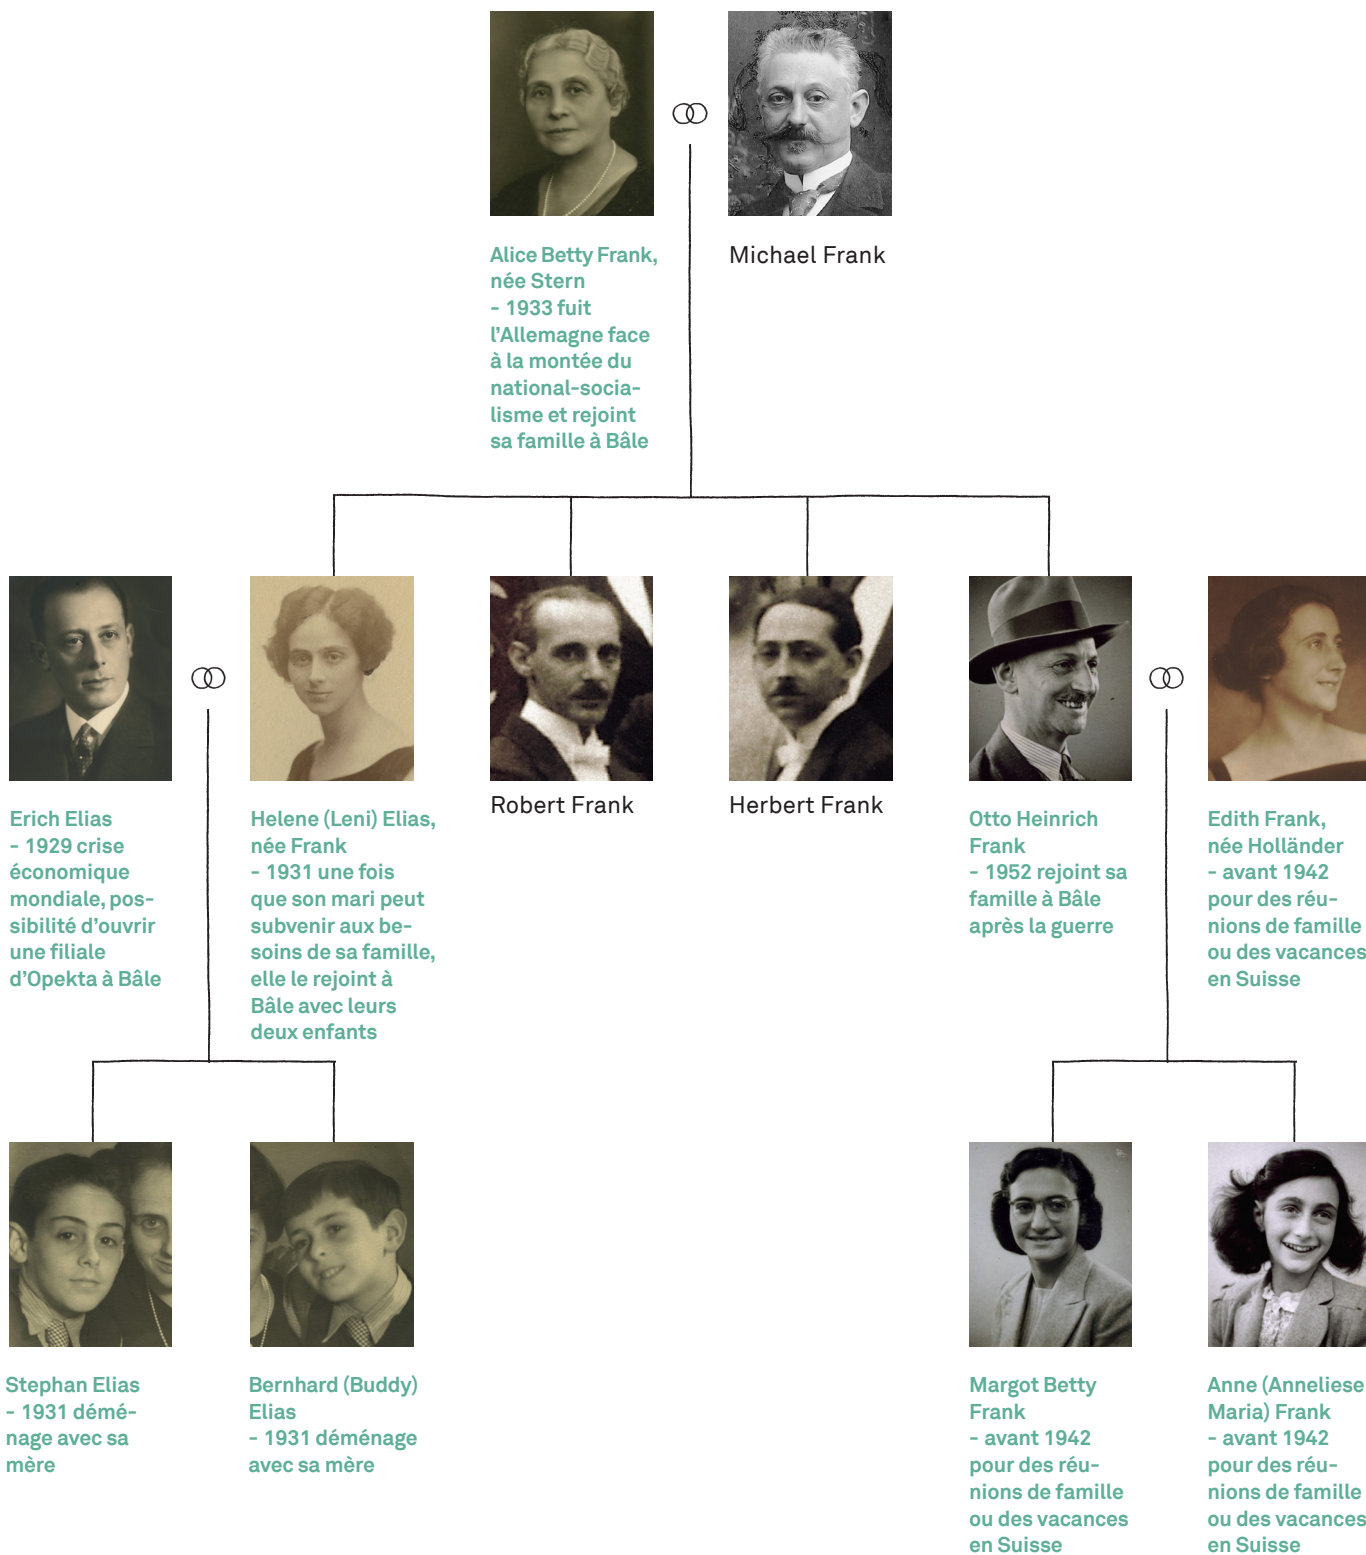 Alice Betty Frank,
née Stern
- 1933 fuit
l'Allemagne face
à la montée du
national-socia-
lisme et rejoint
sa famille à Bâle
Michael Frank
Erich Elias
- 1929 crise
économique
mondiale, pos-
sibilité d'ouvrir
une filiale
d'Opekta à Bâle
Helene (Leni) Elias,
née Frank
- 1931 une fois
que son mari peut
subvenir aux be-
soins de sa famille,
elle le rejoint à
Bâle avec leurs
deux enfants
Robert Frank
Herbert Frank
Otto Heinrich
Frank
- 1952 rejoint sa
famille à Bâle
après la guerre
Edith Frank,
née Holländer
- avant 1942
pour des réu-
nions de famille
ou des vacances
en Suisse
Stephan Elias
- 1931 démé-
nage avec sa
mère
Bernhard (Buddy)
Elias
- 1931 déménage
avec sa mère
Margot Betty
Frank
- avant 1942
pour des réu-
nions de famille
ou des vacances
en Suisse
Anne (Anneliese
Maria) Frank
- avant 1942
pour des réu-
nions de famille
ou des vacances
en Suisse